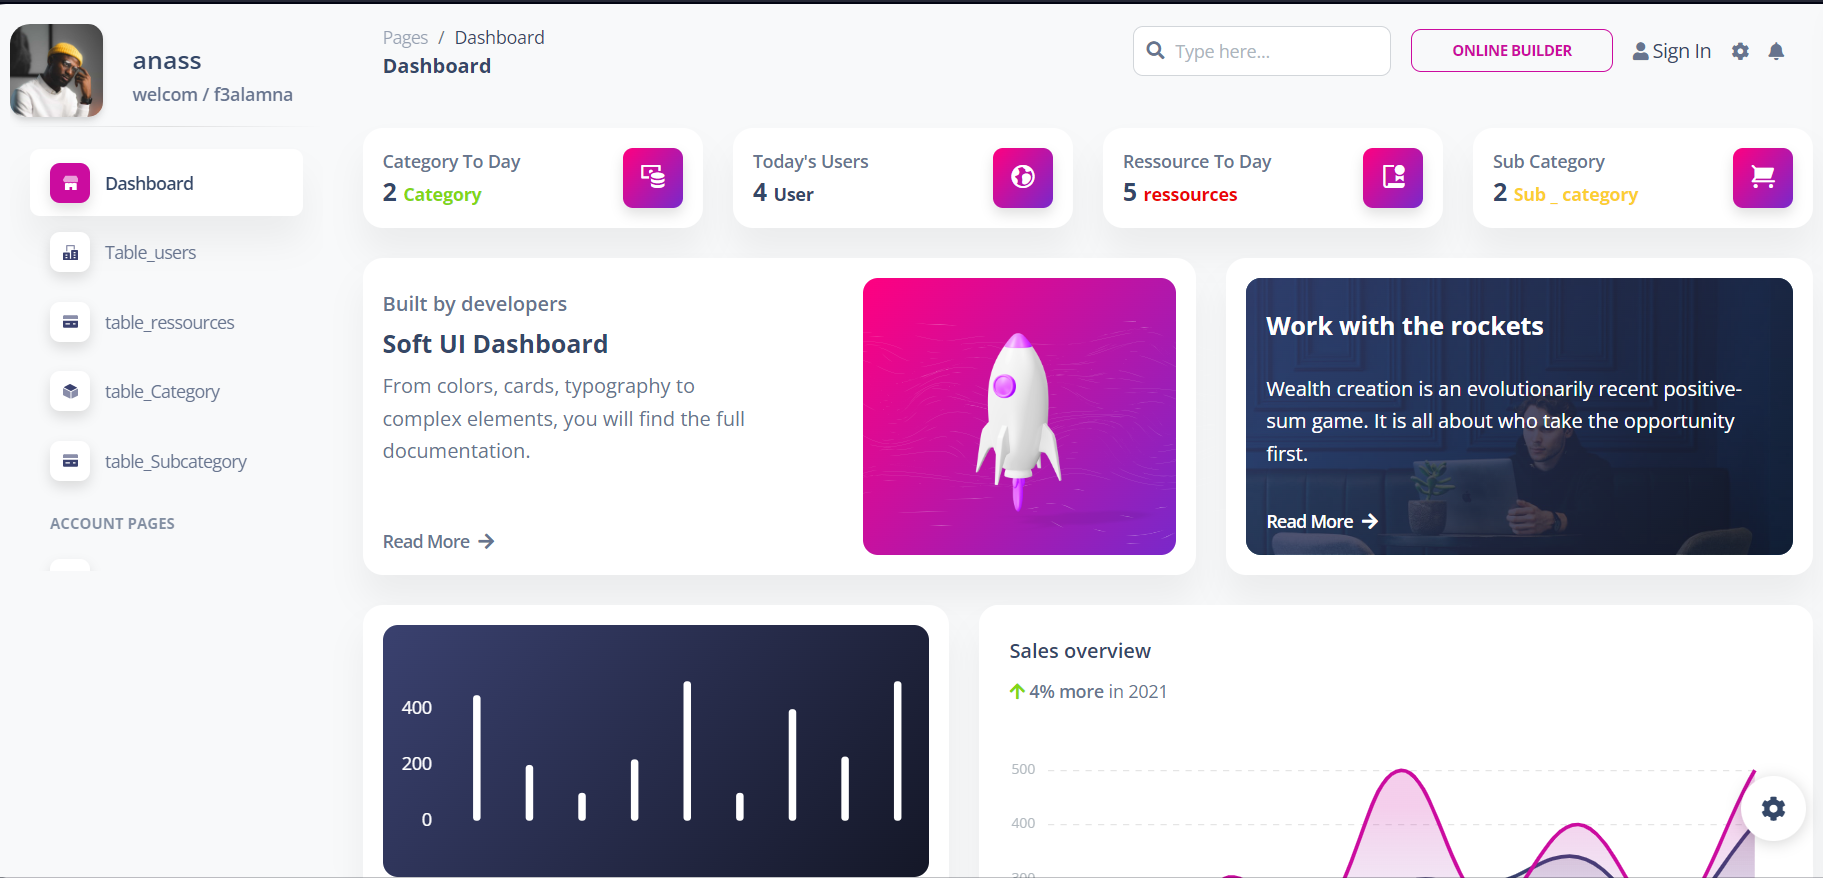 anass
welcom / f3alamna
Dashboard
Table_users
table_ressources
table_Category
table_Subcategory
ACCOUNT PAGES
Pages / Dashboard
Dashboard
Type here...
ONLINE BUILDER
Sign In
Category To Day
2 Category
Today's Users
4 User
Ressource To Day
5 ressources
Sub Category
2 Sub _ category
Built by developers
Soft UI Dashboard
From colors, cards, typography to
complex elements, you will find the full
documentation.
Read More
Work with the rockets
Wealth creation is an evolutionarily recent positive-
sum game. It is all about who take the opportunity
first.
Read More
400
200
0
Sales overview
4% more in 2021
500
400
300